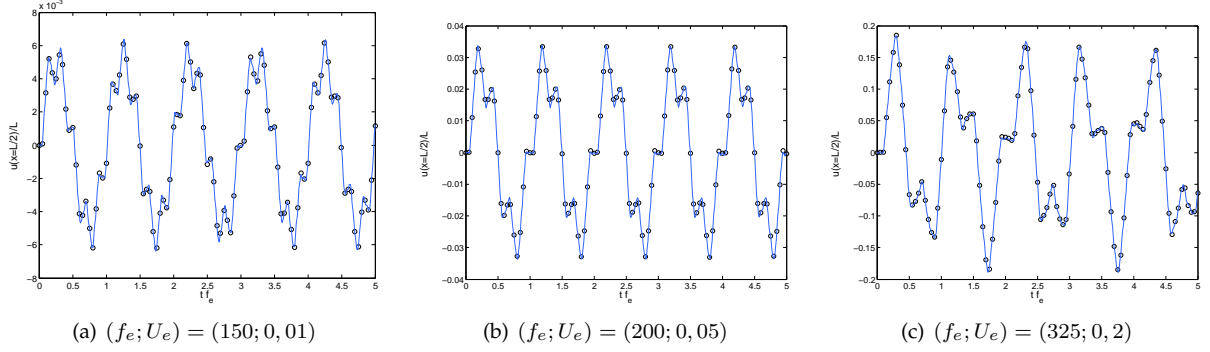 x 10⁻³
8
6
4
2
0
−2
−4
−6
−8
u(x=L/2)/L
0 0.5 1 1.5 2 2.5 3 3.5 4 4.5 5
t f_e
(a) (f_e; U_e) = (150; 0, 01)
0.04
0.03
0.02
0.01
0
−0.01
−0.02
−0.03
−0.04
u(x=L/2)/L
0 0.5 1 1.5 2 2.5 3 3.5 4 4.5 5
t f_e
(b) (f_e; U_e) = (200; 0, 05)
0.2
0.15
0.1
0.05
0
−0.05
−0.1
−0.15
−0.2
u(x=L/2)/L
0 0.5 1 1.5 2 2.5 3 3.5 4 4.5 5
t f_e
(c) (f_e; U_e) = (325; 0, 2)